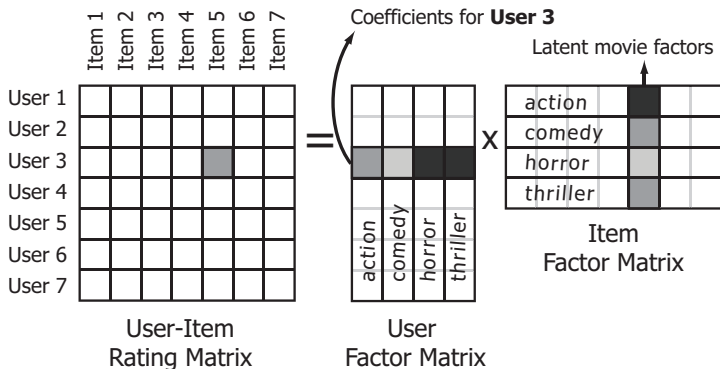 Coefficients for User 3
Latent movie factors
Item 1
Item 2
Item 3
Item 4
Item 5
Item 6
Item 7
User 1
User 2
User 3
User 4
User 5
User 6
User 7
=
action
comedy
horror
thriller
x
action
comedy
horror
thriller
User-Item
Rating Matrix
User
Factor Matrix
Item
Factor Matrix